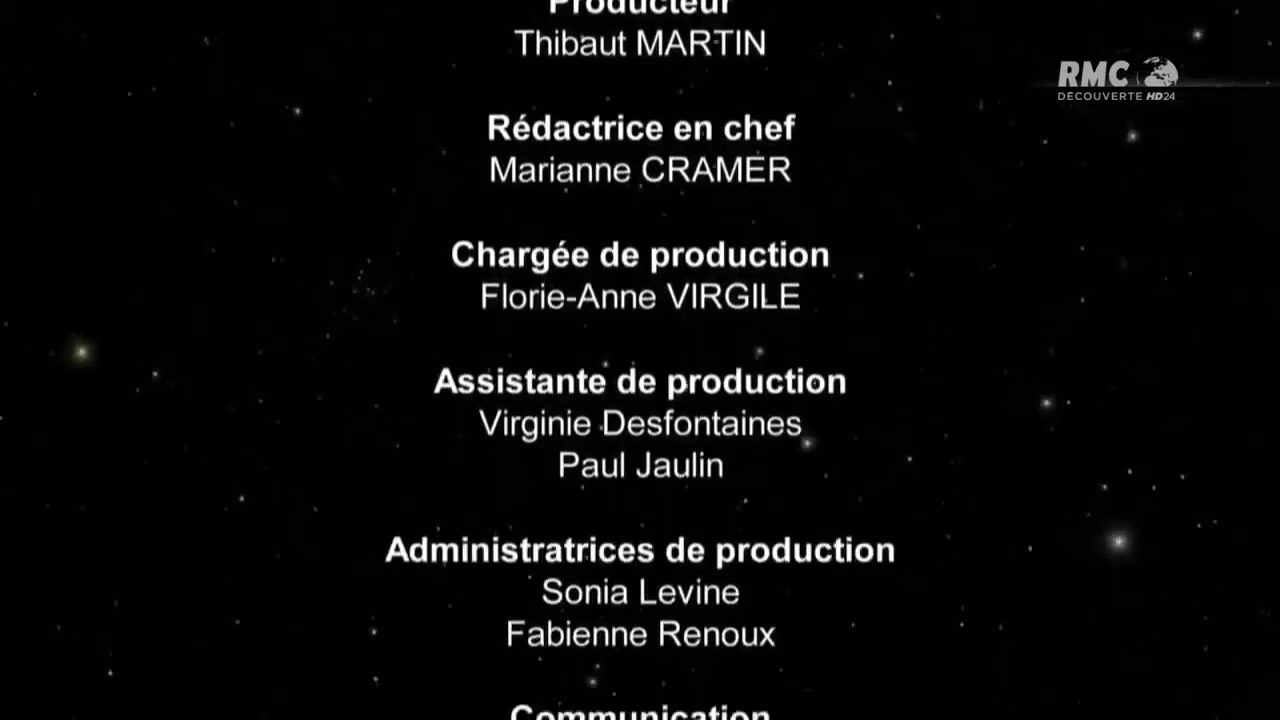 Producteur
Thibaut MARTIN
RMC
DÉCOUVERTE HD24
Rédactrice en chef
Marianne CRAMER
Chargée de production
Florie-Anne VIRGILE
Assistante de production
Virginie Desfontaines
Paul Jaulin
Administratrices de production
Sonia Levine
Fabienne Renoux
Communication